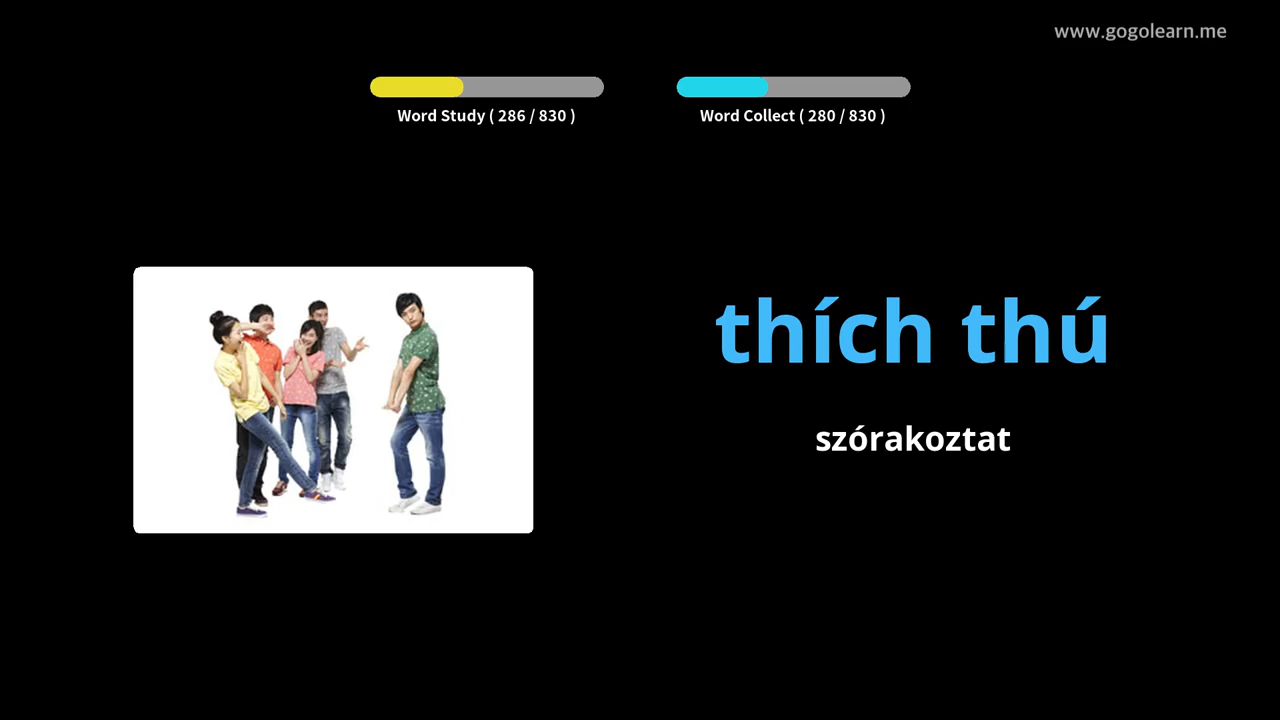 www.gogolearn.me
Word Study ( 286 / 830 )
Word Collect ( 280 / 830 )
thích thú
szórakoztat